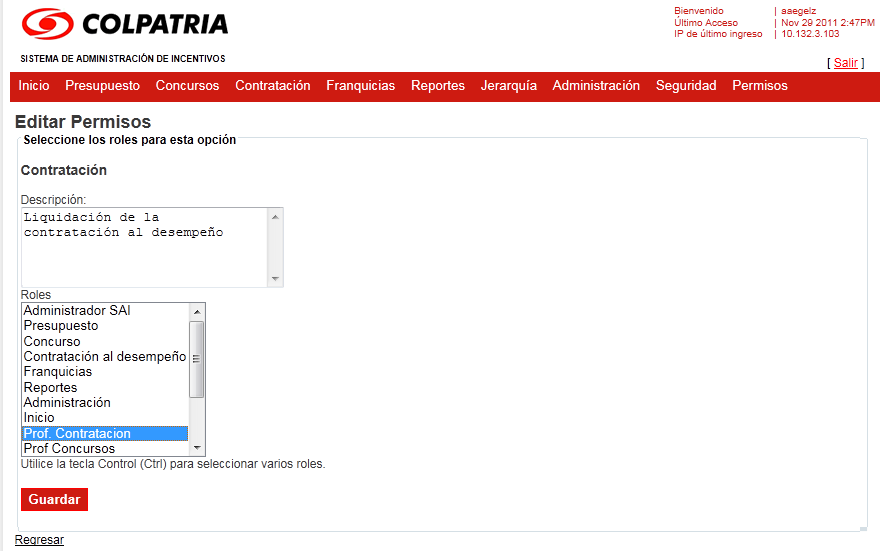 COLPATRIA
Bienvenido | aaegelz
Último Acceso | Nov 29 2011 2:47PM
IP de último ingreso | 10.132.3.103
SISTEMA DE ADMINISTRACIÓN DE INCENTIVOS
[ Salir ]
Inicio Presupuesto Concursos Contratación Franquicias Reportes Jerarquía Administración Seguridad Permisos
Editar Permisos
Seleccione los roles para esta opción
Contratación
Descripción:
Liquidación de la
contratación al desempeño
Roles
Administrador SAI
Presupuesto
Concurso
Contratación al desempeño
Franquicias
Reportes
Administración
Inicio
Prof. Contratacion
Prof Concursos
Utilice la tecla Control (Ctrl) para seleccionar varios roles.
Guardar
Regresar